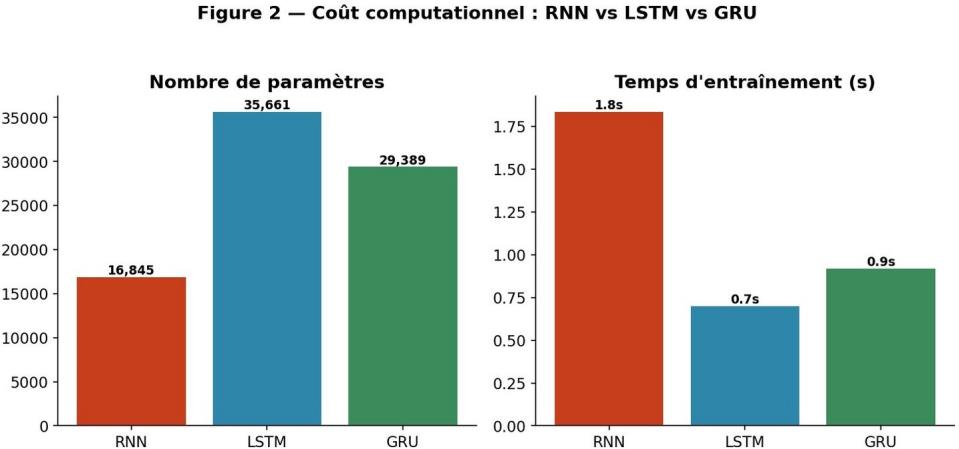 Figure 2 — Coût computationnel : RNN vs LSTM vs GRU
Nombre de paramètres
35000
30000
25000
20000
15000
10000
5000
0
16,845
35,661
29,389
RNN LSTM GRU
Temps d'entraînement (s)
1.75
1.50
1.25
1.00
0.75
0.50
0.25
0.00
1.8s
0.7s
0.9s
RNN LSTM GRU